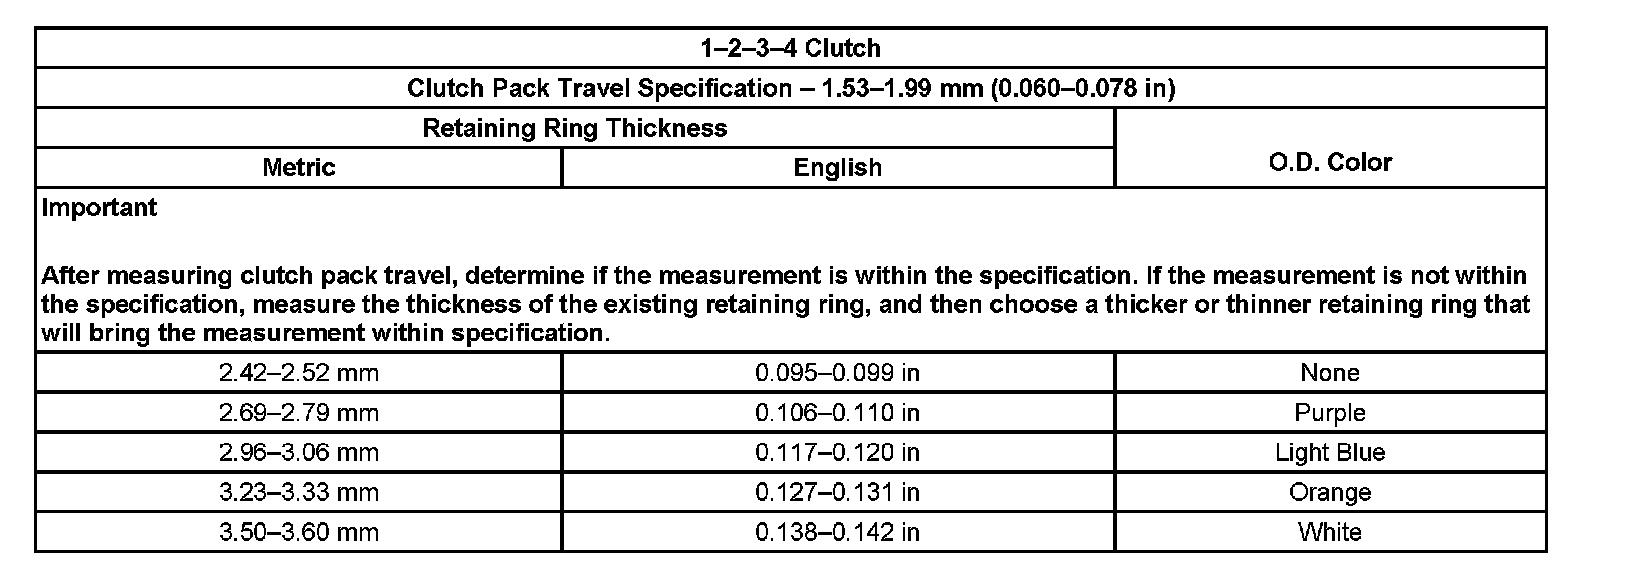 1–2–3–4 Clutch
Clutch Pack Travel Specification – 1.53–1.99 mm (0.060–0.078 in)
Retaining Ring Thickness
O.D. Color
Metric English
Important
After measuring clutch pack travel, determine if the measurement is within the specification. If the measurement is not within
the specification, measure the thickness of the existing retaining ring, and then choose a thicker or thinner retaining ring that
will bring the measurement within specification.
2.42–2.52 mm 0.095–0.099 in None
2.69–2.79 mm 0.106–0.110 in Purple
2.96–3.06 mm 0.117–0.120 in Light Blue
3.23–3.33 mm 0.127–0.131 in Orange
3.50–3.60 mm 0.138–0.142 in White